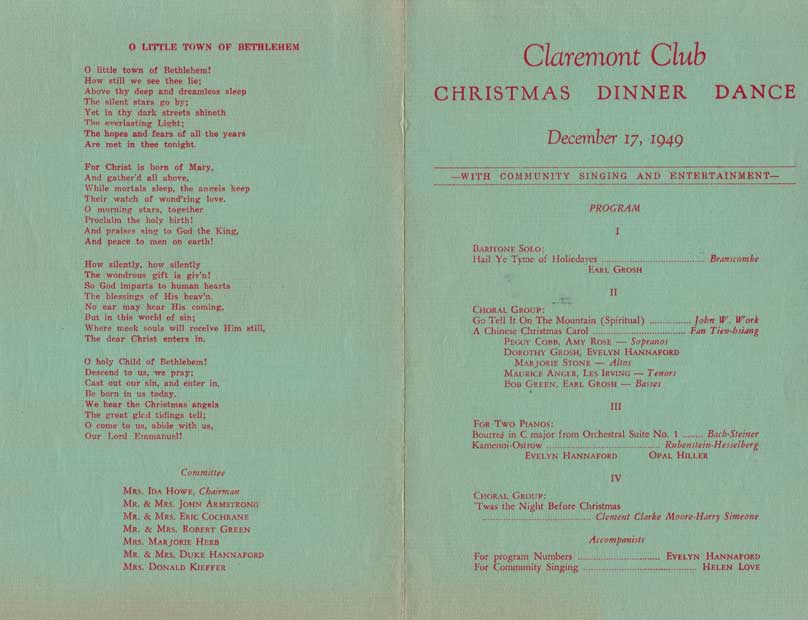 O LITTLE TOWN OF BETHLEHEM
O little town of Bethlehem!
How still we see thee lie;
Above thy deep and dreamless sleep
The silent stars go by;
Yet in thy dark streets shineth
The everlasting Light;
The hopes and fears of all the years
Are met in thee tonight.
For Christ is born of Mary,
And gather'd all above,
While mortals sleep, the angels keep
Their watch of wond'ring love.
O morning stars, together
Proclaim the holy birth!
And praises sing to God the King,
And peace to men on earth!
How silently, how silently
The wondrous gift is giv'n!
So God imparts to human hearts
The blessings of His heav'n.
No ear may hear His coming,
But in this world of sin;
Where meek souls will receive Him still,
The dear Christ enters in.
O holy Child of Bethlehem!
Descend to us, we pray;
Cast out our sin, and enter in,
Be born in us today.
We hear the Christmas angels
The great glad tidings tell;
O come to us, abide with us,
Our Lord Emmanuel!
Committee
MRS. IDA HOWE, Chairman
MR. & MRS. JOHN ARMSTRONG
MR. & MRS. ERIC COCHRANE
MR. & MRS. ROBERT GREEN
MRS. MARJORIE HERB
MR. & MRS. DUKE HANNAFORD
MRS. DONALD KIEFFER
Claremont Club
CHRISTMAS DINNER DANCE
December 17, 1949
—WITH COMMUNITY SINGING AND ENTERTAINMENT—
PROGRAM
I
BARITONE SOLO:
Hail Ye Tyme of Holiedayes ........ Branscombe
EARL GROSH
II
CHORAL GROUP:
Go Tell It On The Mountain (Spiritual) ........ John W. Work
A Chinese Christmas Carol ........ Fan Tien-hsiang
PEGGY COBB, AMY ROSE — Sopranos
DOROTHY GROSH, EVELYN HANNAFORD
MARJORIE STONE — Altos
MAURICE ANGER, LES IRVING — Tenors
BOB GREEN, EARL GROSH — Basses
III
FOR TWO PIANOS:
Bourreé in C major from Orchestral Suite No. 1 ........ Bach-Steiner
Kamenoi-Ostrow ........ Rubenstein-Hesselberg
EVELYN HANNAFORD OPAL HILLER
IV
CHORAL GROUP:
'Twas the Night Before Christmas
........ Clement Clarke Moore-Harry Simeone
Accompanists
For program Numbers ........ EVELYN HANNAFORD
For Community Singing ........ HELEN LOVE